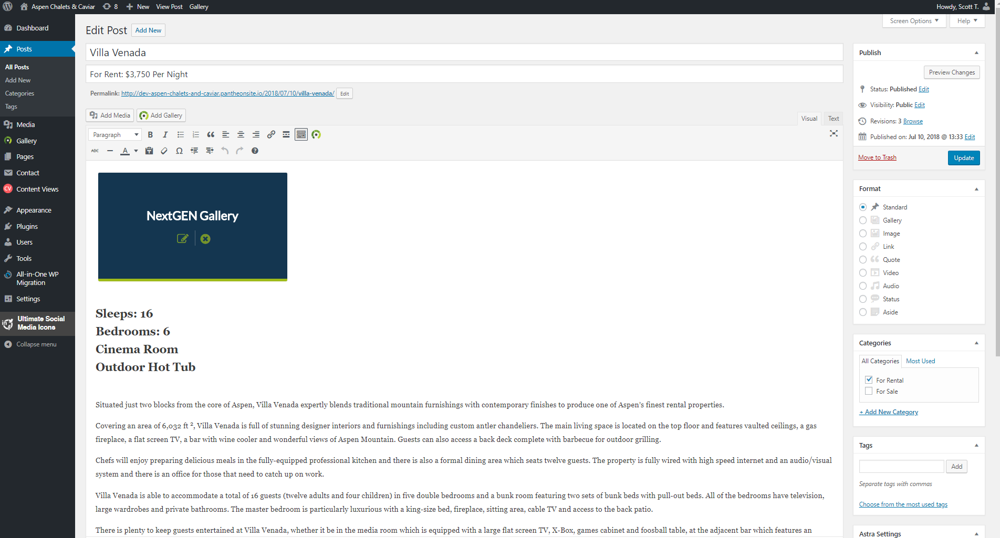 Aspen Chalets & Caviar 8 New View Post Gallery Howdy, Scott T.
Dashboard
Posts
All Posts
Add New
Categories
Tags
Media
Gallery
Pages
Contact
CV Content Views
Appearance
Plugins
Users
Tools
All-in-One WP
Migration
Settings
Ultimate Social
Media Icons
Collapse menu
Screen Options Help
Edit Post Add New
Villa Venada
For Rent: $3,750 Per Night
Permalink: http://dev-aspen-chalets-and-caviar.pantheonsite.io/2018/07/10/villa-venada/ Edit
Add Media Add Gallery
Visual Text
Paragraph B I
ABC A Ω
NextGEN Gallery
Sleeps: 16
Bedrooms: 6
Cinema Room
Outdoor Hot Tub
Situated just two blocks from the core of Aspen, Villa Venada expertly blends traditional mountain furnishings with contemporary finishes to produce one of Aspen’s finest rental properties.
Covering an area of 6,032 ft ², Villa Venada is full of stunning designer interiors and furnishings including custom antler chandeliers. The main living space is located on the top floor and features vaulted ceilings, a gas
fireplace, a flat screen TV, a bar with wine cooler and wonderful views of Aspen Mountain. Guests can also access a back deck complete with barbecue for outdoor grilling.
Chefs will enjoy preparing delicious meals in the fully-equipped professional kitchen and there is also a formal dining area which seats twelve guests. The property is fully wired with high speed internet and an audio/visual
system and there is an office for those that need to catch up on work.
Villa Venada is able to accommodate a total of 16 guests (twelve adults and four children) in five double bedrooms and a bunk room featuring two sets of bunk beds with pull-out beds. All of the bedrooms have television,
large wardrobes and private bathrooms. The master bedroom is particularly luxurious with a king-size bed, fireplace, sitting area, cable TV and access to the back patio.
There is plenty to keep guests entertained at Villa Venada, whether it be in the media room which is equipped with a large flat screen TV, X-Box, games cabinet and foosball table, at the adjacent bar which features an
Publish
Preview Changes
Status: Published Edit
Visibility: Public Edit
Revisions: 3 Browse
Published on: Jul 10, 2018 @ 13:33 Edit
Move to Trash Update
Format
Standard
Gallery
Image
Link
Quote
Video
Audio
Status
Aside
Categories
All Categories Most Used
For Rental
For Sale
+ Add New Category
Tags
Add
Separate tags with commas
Choose from the most used tags
Astra Settings